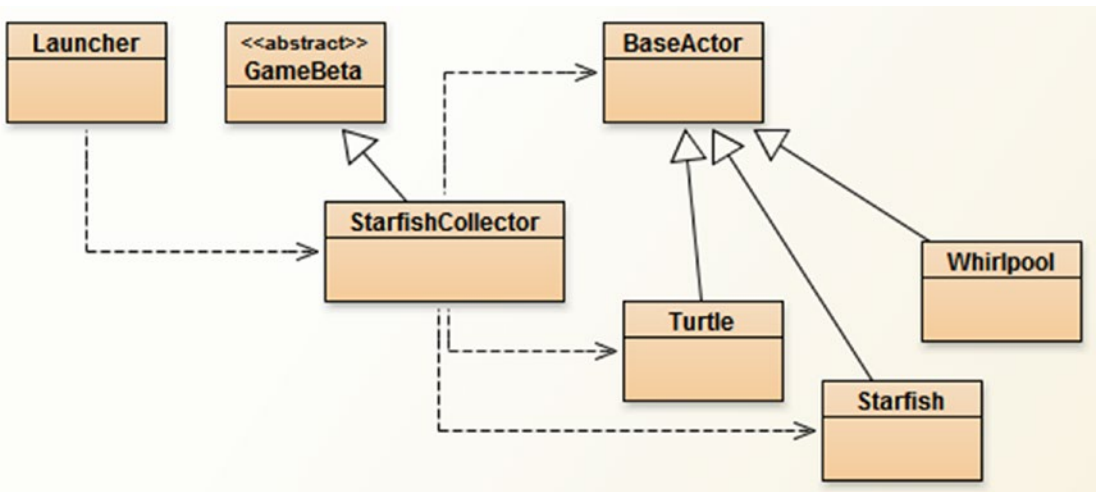 Launcher
<<abstract>>
GameBeta
BaseActor
StarfishCollector
Whirlpool
Turtle
Starfish